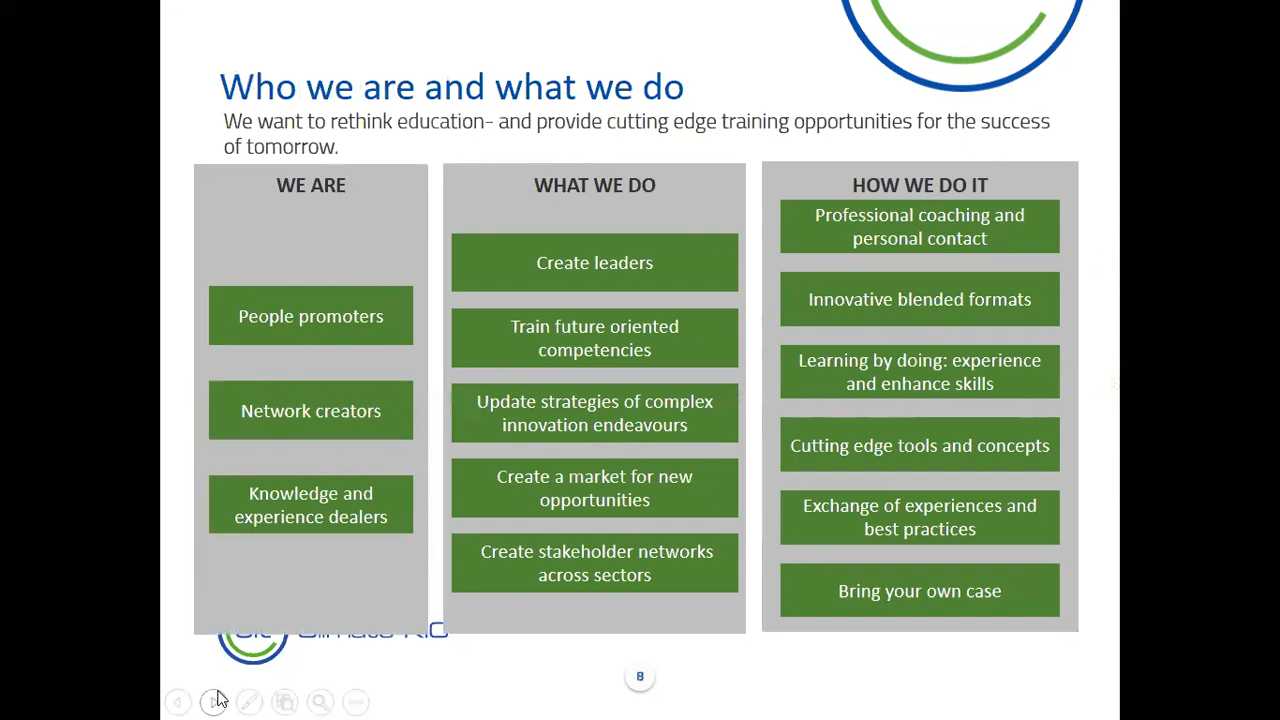 Who we are and what we do
We want to rethink education- and provide cutting edge training opportunities for the success
of tomorrow.
WE ARE
People promoters
Network creators
Knowledge and
experience dealers
WHAT WE DO
Create leaders
Train future oriented
competencies
Update strategies of complex
innovation endeavours
Create a market for new
opportunities
Create stakeholder networks
across sectors
HOW WE DO IT
Professional coaching and
personal contact
Innovative blended formats
Learning by doing: experience
and enhance skills
Cutting edge tools and concepts
Exchange of experiences and
best practices
Bring your own case
8